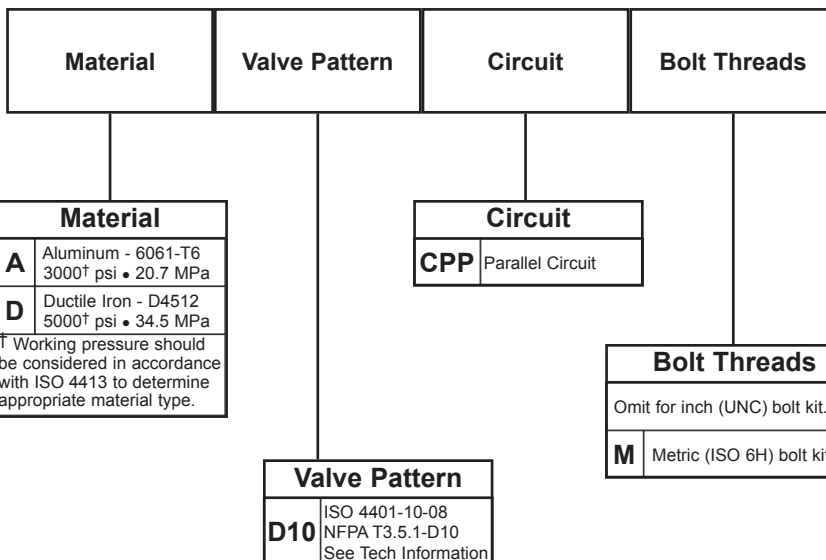 Material
Valve Pattern
Circuit
Bolt Threads
Material
A
Aluminum - 6061-T6
3000† psi • 20.7 MPa
D
Ductile Iron - D4512
5000† psi • 34.5 MPa
† Working pressure should
be considered in accordance
with ISO 4413 to determine
appropriate material type.
Circuit
CPP
Parallel Circuit
Bolt Threads
Omit for inch (UNC) bolt kit.
M
Metric (ISO 6H) bolt
Valve Pattern
D10
ISO 4401-10-08
NFPA T3.5.1-D10
See Tech Information